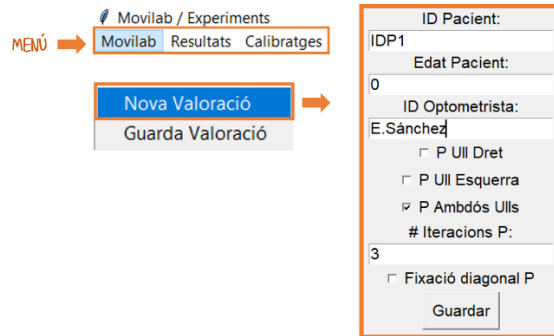 MENÚ
Movilab / Experiments
Movilab Resultats Calibratges
Nova Valoració
Guarda Valoració
ID Pacient:
IDP1
Edat Pacient:
0
ID Optometrista:
E.Sánchez
P Ull Dret
P Ull Esquerra
P Ambdós Ulls
# Iteracions P:
3
Fixació diagonal P
Guardar